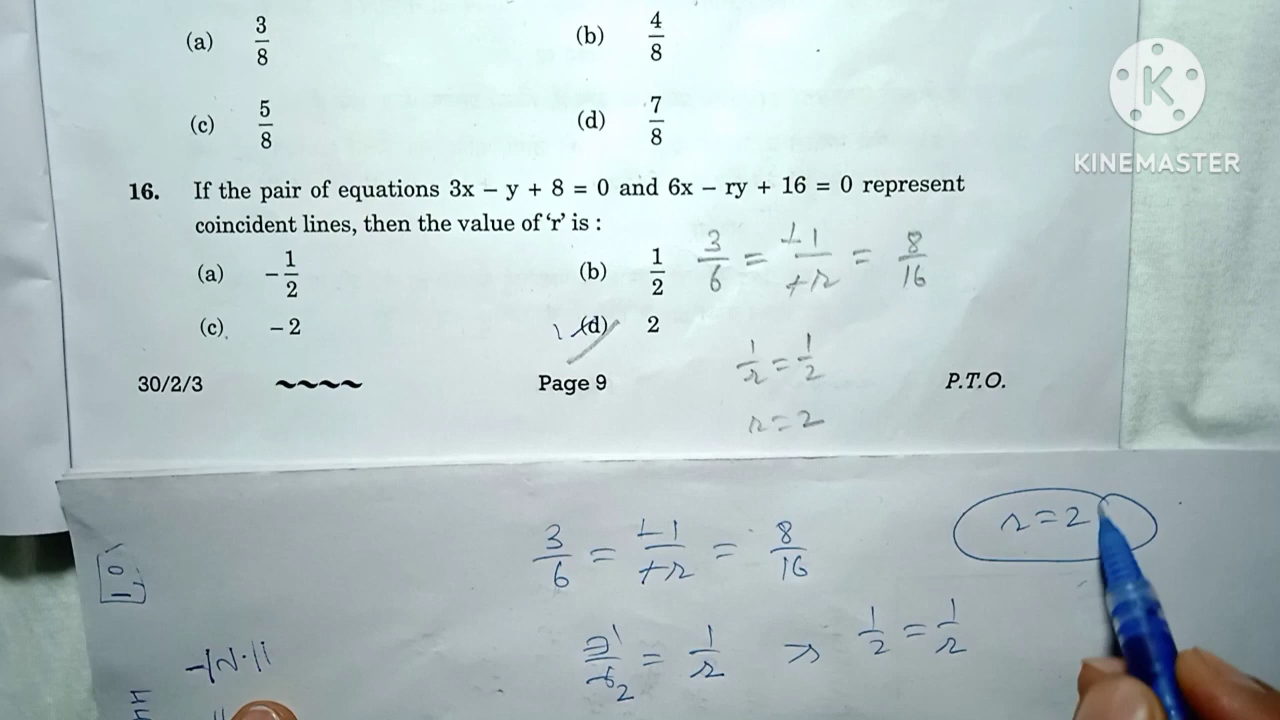 (a) 3/8 (b) 4/8
(c) 5/8 (d) 7/8
KINEMASTER
16. If the pair of equations 3x – y + 8 = 0 and 6x – ry + 16 = 0 represent
coincident lines, then the value of 'r' is :
3/6 = -1/+r = 8/16
(a) – 1/2 (b) 1/2
(c) – 2 (d) 2
1/r = 1/2
30/2/3 Page 9 P.T.O.
r = 2
r = 2
3/6 = -1/+r = 8/16
3/6 = 1/r ⇒ 1/2 = 1/r